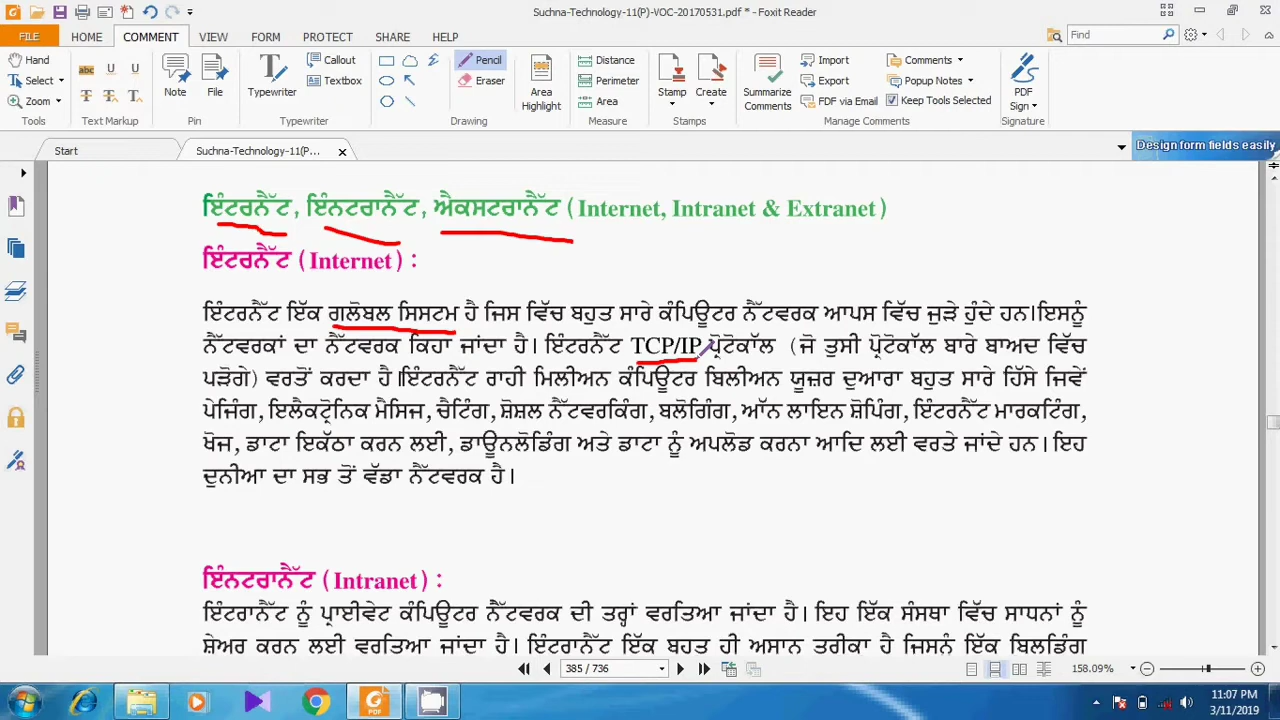 Suchna-Technology-11(P)-VOC-20170531.pdf * - Foxit Reader
FILE HOME COMMENT VIEW FORM PROTECT SHARE HELP Find
Hand Callout Pencil Distance Import Comments
Select Note File Typewriter Textbox Eraser Area Highlight Perimeter Stamp Create Summarize Comments Export Popup Notes PDF Sign
Zoom Area FDF via Email Keep Tools Selected
Tools Text Markup Pin Typewriter Drawing Measure Stamps Manage Comments Signature
Start Suchna-Technology-11(P... Design form fields easily
ਇੰਟਰਨੈੱਟ, ਇੰਨਟਰਾਨੈੱਟ, ਐਕਸਟਰਾਨੈੱਟ (Internet, Intranet & Extranet)
ਇੰਟਰਨੈੱਟ (Internet) :
ਇੰਟਰਨੈੱਟ ਇੱਕ ਗਲੋਬਲ ਸਿਸਟਮ ਹੈ ਜਿਸ ਵਿੱਚ ਬਹੁਤ ਸਾਰੇ ਕੰਪਿਊਟਰ ਨੈੱਟਵਰਕ ਆਪਸ ਵਿੱਚ ਜੁੜੇ ਹੁੰਦੇ ਹਨ।ਇਸਨੂੰ
ਨੈੱਟਵਰਕਾਂ ਦਾ ਨੈੱਟਵਰਕ ਕਿਹਾ ਜਾਂਦਾ ਹੈ। ਇੰਟਰਨੈੱਟ TCP/IP ਪ੍ਰੋਟੋਕਾੱਲ (ਜੋ ਤੁਸੀ ਪ੍ਰੋਟੋਕਾੱਲ ਬਾਰੇ ਬਾਅਦ ਵਿੱਚ
ਪੜੋਗੇ) ਵਰਤੋਂ ਕਰਦਾ ਹੈ।ਇੰਟਰਨੈੱਟ ਰਾਹੀ ਮਿਲੀਅਨ ਕੰਪਿਊਟਰ ਬਿਲੀਅਨ ਯੂਜ਼ਰ ਦੁਆਰਾ ਬਹੁਤ ਸਾਰੇ ਹਿੱਸੇ ਜਿਵੇਂ
ਪੇਜਿੰਗ, ਇਲੈਕਟ੍ਰੋਨਿਕ ਮੈਸਿਜ, ਚੈਟਿੰਗ, ਸ਼ੋਸ਼ਲ ਨੈੱਟਵਰਕਿੰਗ, ਬਲੋਗਿੰਗ, ਆੱਨ ਲਾਇਨ ਸ਼ੋਪਿੰਗ, ਇੰਟਰਨੈੱਟ ਮਾਰਕਟਿੰਗ,
ਖੋਜ, ਡਾਟਾ ਇਕੱਠਾ ਕਰਨ ਲਈ, ਡਾਊਨਲੋਡਿੰਗ ਅਤੇ ਡਾਟਾ ਨੂੰ ਅਪਲੋਡ ਕਰਨਾ ਆਦਿ ਲਈ ਵਰਤੇ ਜਾਂਦੇ ਹਨ। ਇਹ
ਦੁਨੀਆ ਦਾ ਸਭ ਤੋਂ ਵੱਡਾ ਨੈੱਟਵਰਕ ਹੈ।
ਇੰਨਟਰਾਨੈੱਟ (Intranet) :
ਇੰਟਰਾਨੈੱਟ ਨੂੰ ਪ੍ਰਾਈਵੇਟ ਕੰਪਿਊਟਰ ਨੈੱਟਵਰਕ ਦੀ ਤਰ੍ਹਾਂ ਵਰਤਿਆ ਜਾਂਦਾ ਹੈ। ਇਹ ਇੱਕ ਸੰਸਥਾ ਵਿੱਚ ਸਾਧਨਾਂ ਨੂੰ
ਸ਼ੇਅਰ ਕਰਨ ਲਈ ਵਰਤਿਆ ਜਾਂਦਾ ਹੈ। ਇੰਟਰਾਨੈੱਟ ਇੱਕ ਬਹੁਤ ਹੀ ਅਸਾਨ ਤਰੀਕਾ ਹੈ ਜਿਸਨੇ ਇੱਕ ਬਿਲਡਿੰਗ
385 / 736 158.09%
11:07 PM
3/11/2019